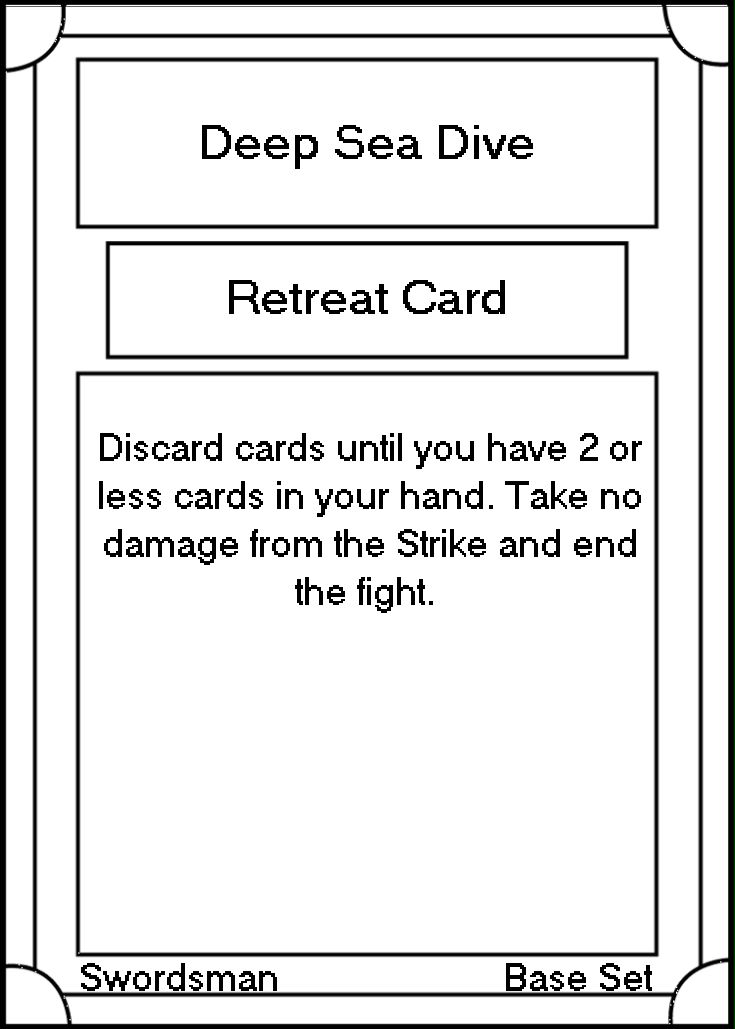 Deep Sea Dive
Retreat Card
Discard cards until you have 2 or
less cards in your hand. Take no
damage from the Strike and end
the fight.
Swordsman
Base Set